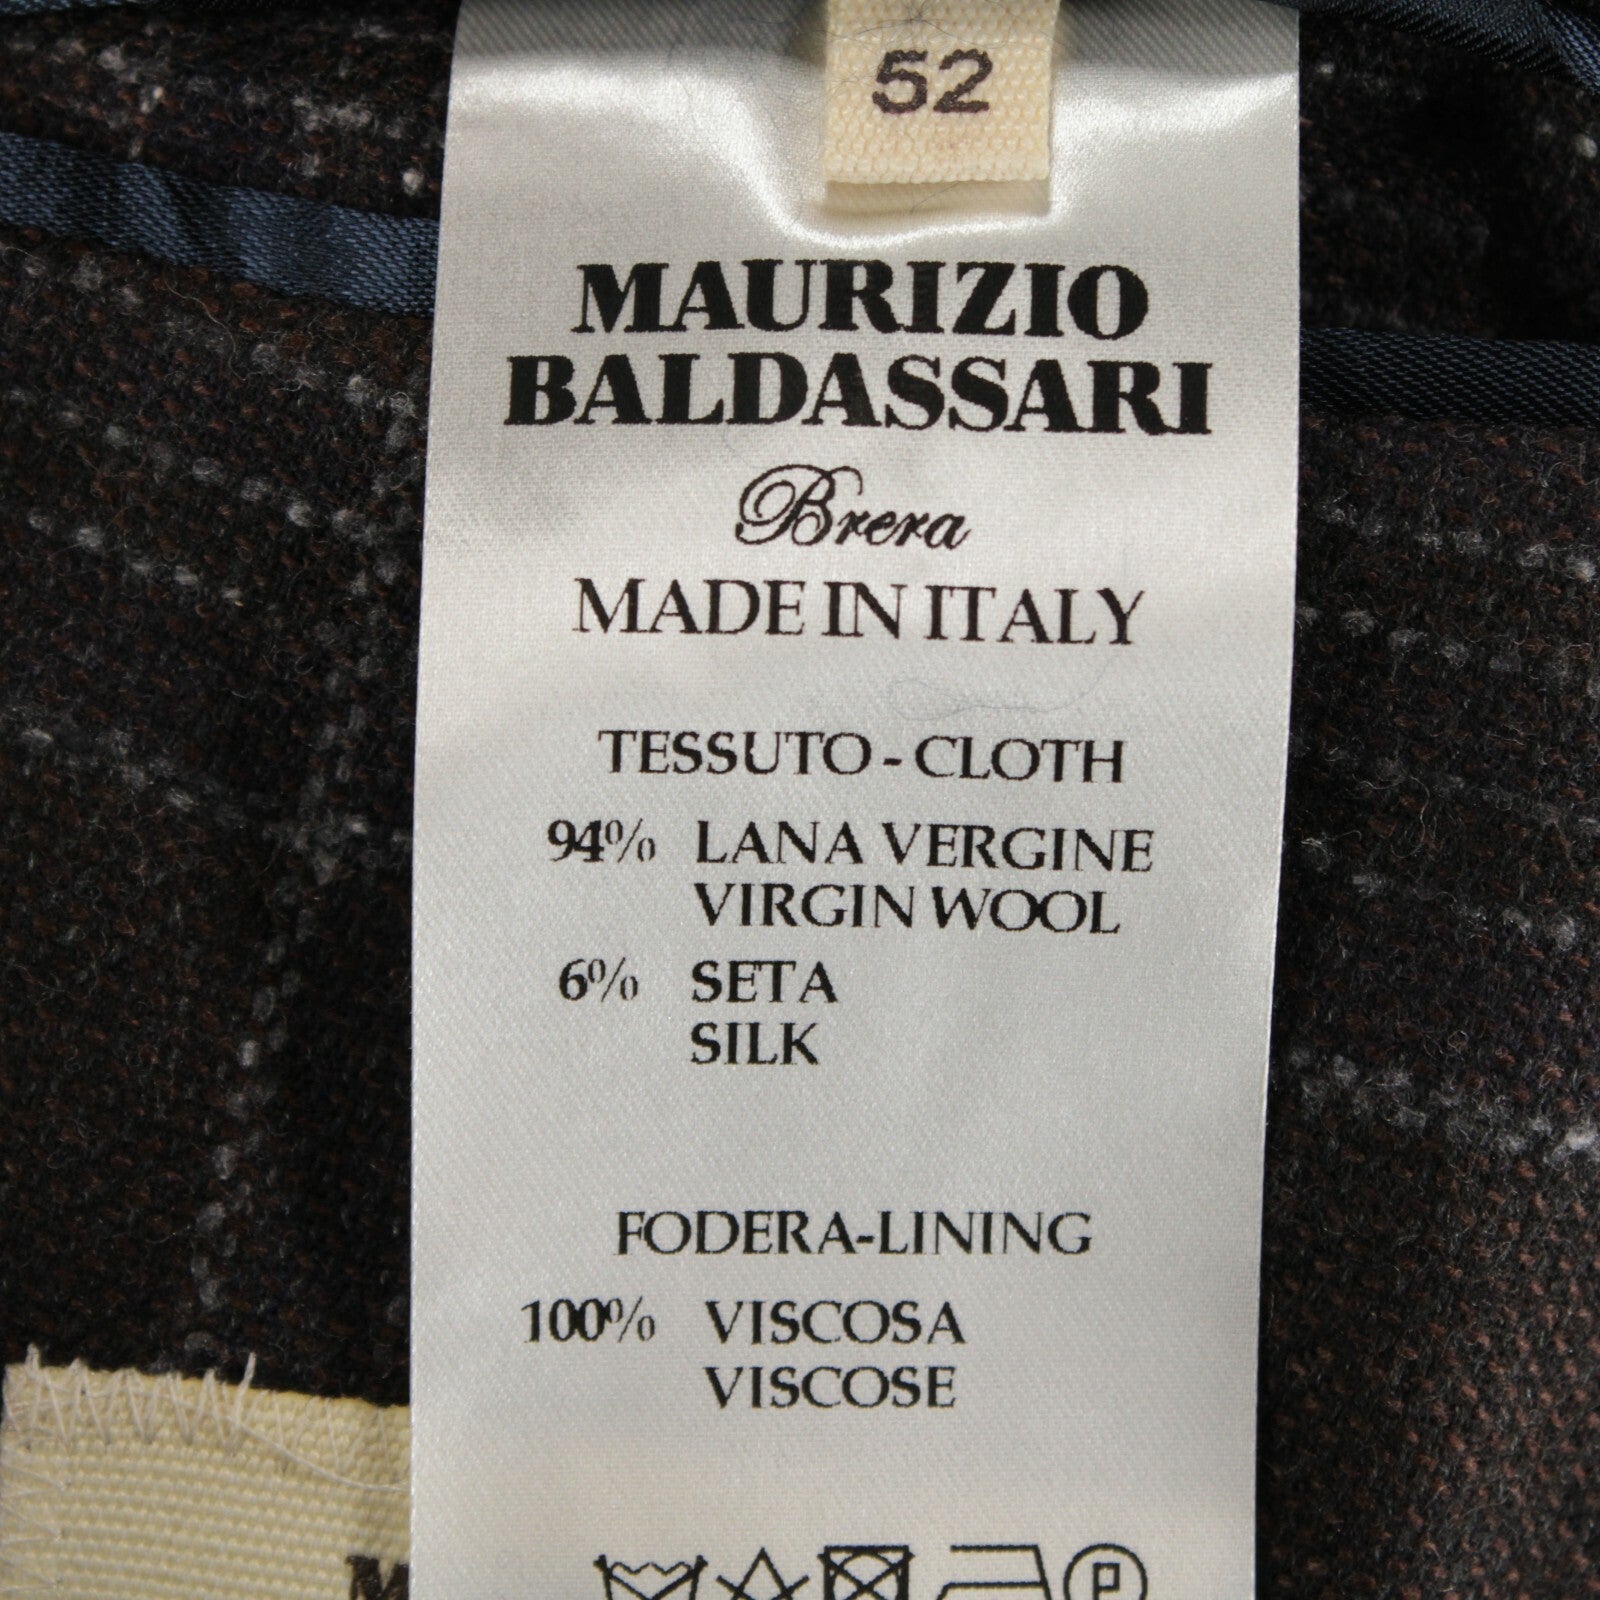 52
MAURIZIO
BALDASSARI
Brera
MADE IN ITALY
TESSUTO - CLOTH
94% LANA VERGINE
VIRGIN WOOL
6% SETA
SILK
FODERA-LINING
100% VISCOSA
VISCOSE
P
M